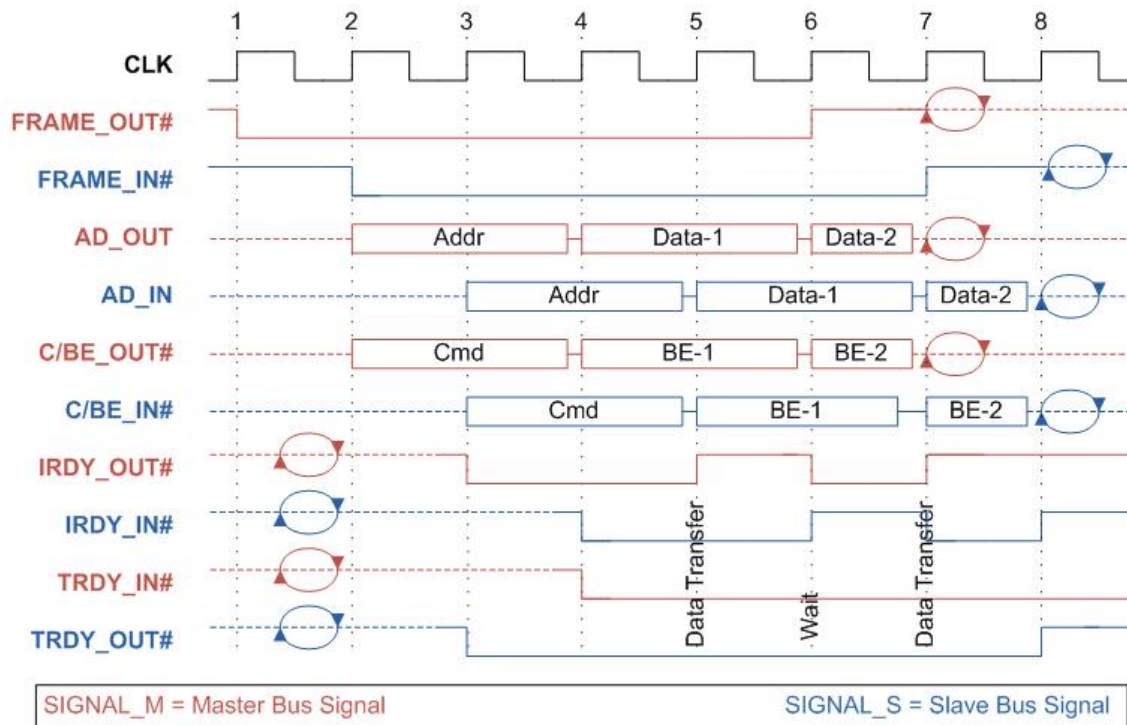 1 2 3 4 5 6 7 8
CLK
FRAME_OUT#
FRAME_IN#
AD_OUT Addr Data-1 Data-2
AD_IN Addr Data-1 Data-2
C/BE_OUT# Cmd BE-1 BE-2
C/BE_IN# Cmd BE-1 BE-2
IRDY_OUT#
IRDY_IN#
TRDY_IN#
TRDY_OUT#
Data Transfer
Wait
Data Transfer
SIGNAL_M = Master Bus Signal SIGNAL_S = Slave Bus Signal